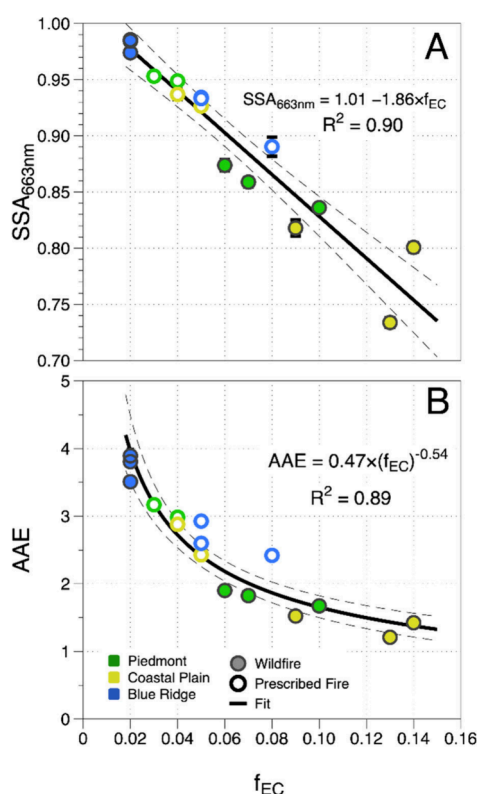 1.00
A
0.95
SSA663nm = 1.01 −1.86×fEC
R2 = 0.90
0.90
SSA663nm
0.85
0.80
0.75
0.70
5
B
4
AAE = 0.47×(fEC)-0.54
R2 = 0.89
3
AAE
2
1
Piedmont
Wildfire
Coastal Plain
Prescribed Fire
Blue Ridge
Fit
0
0.00 0.02 0.04 0.06 0.08 0.10 0.12 0.14 0.16
fEC